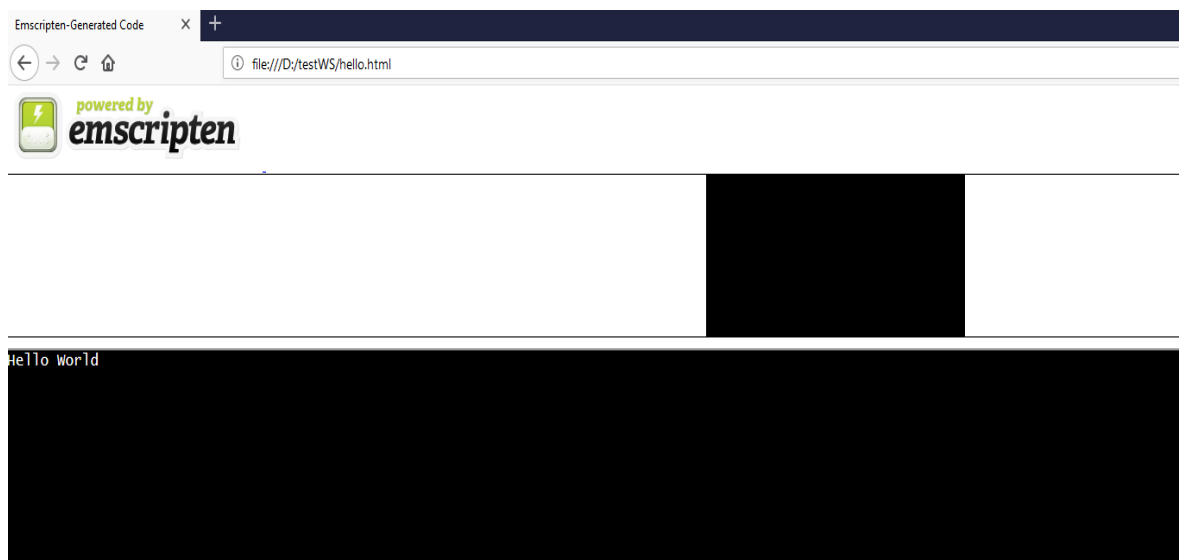 Emscripten-Generated Code
file:///D:/testWS/hello.html
powered by
emscripten
Hello World